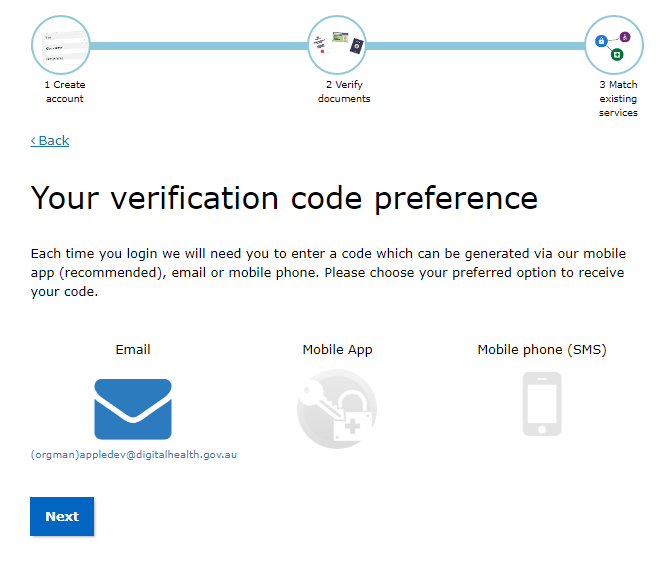 1 Create
account
2 Verify
documents
3 Match
existing
services
< Back
Your verification code preference
Each time you login we will need you to enter a code which can be generated via our mobile
app (recommended), email or mobile phone. Please choose your preferred option to receive
your code.
Email
Mobile App
Mobile phone (SMS)
(orgman)appledev@digitalhealth.gov.au
Next